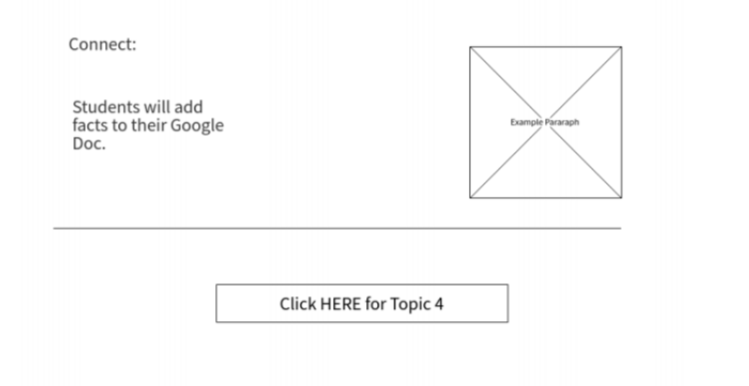 Connect:
Students will add
facts to their Google
Doc.
Example Pararaph
Click HERE for Topic 4